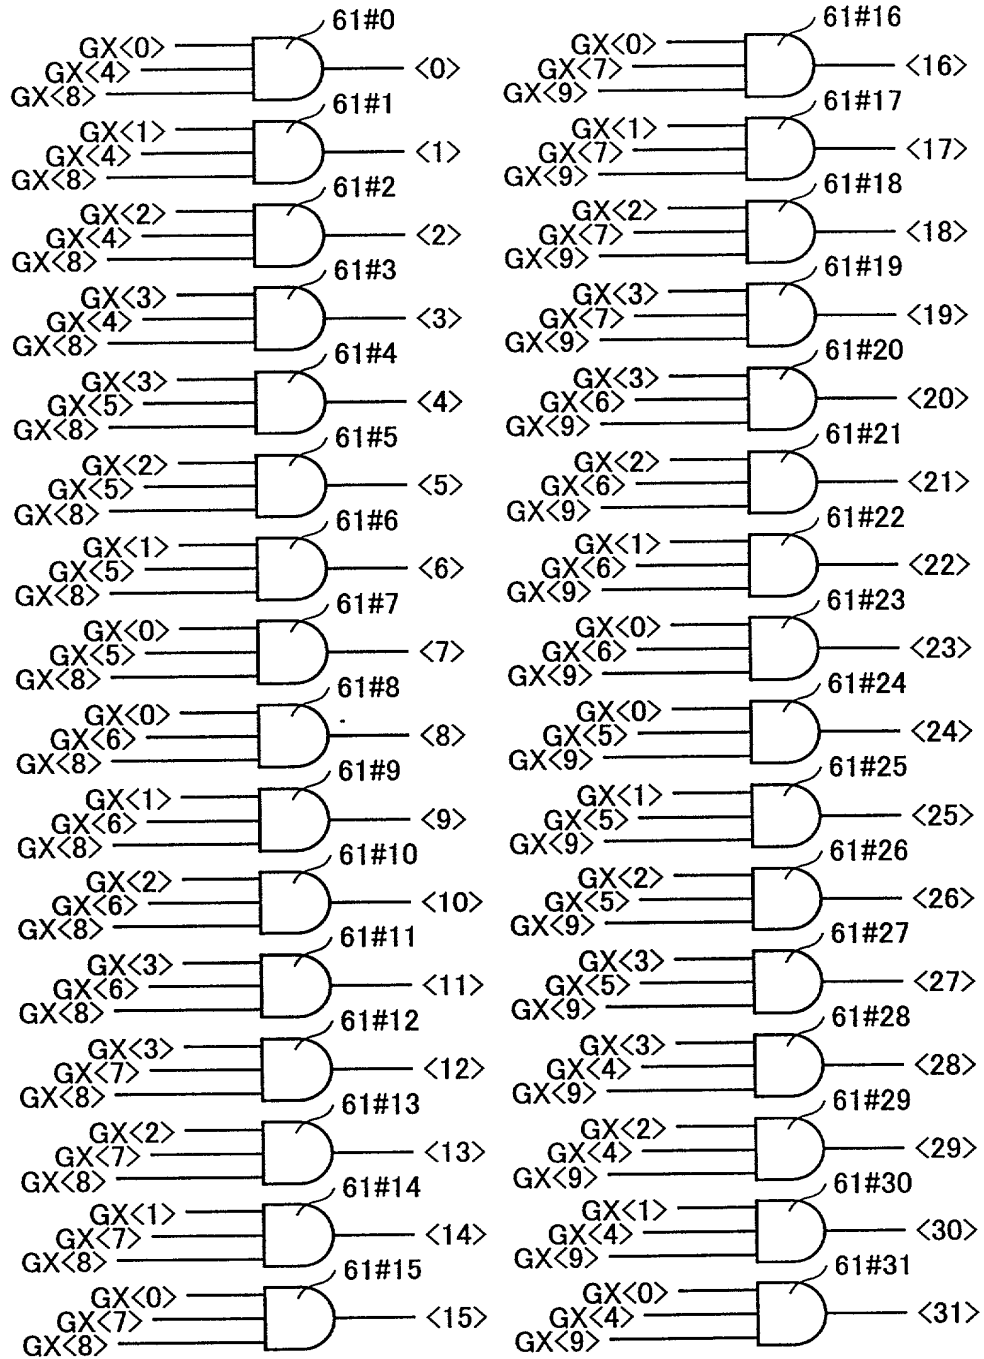 61#0
GX<0>
GX<4>
GX<8>
<0>
61#1
GX<1>
GX<4>
GX<8>
<1>
61#2
GX<2>
GX<4>
GX<8>
<2>
61#3
GX<3>
GX<4>
GX<8>
<3>
61#4
GX<3>
GX<5>
GX<8>
<4>
61#5
GX<2>
GX<5>
GX<8>
<5>
61#6
GX<1>
GX<5>
GX<8>
<6>
61#7
GX<0>
GX<5>
GX<8>
<7>
61#8
GX<0>
GX<6>
GX<8>
<8>
61#9
GX<1>
GX<6>
GX<8>
<9>
61#10
GX<2>
GX<6>
GX<8>
<10>
61#11
GX<3>
GX<6>
GX<8>
<11>
61#12
GX<3>
GX<7>
GX<8>
<12>
61#13
GX<2>
GX<7>
GX<8>
<13>
61#14
GX<1>
GX<7>
GX<8>
<14>
61#15
GX<0>
GX<7>
GX<8>
<15>
61#16
GX<0>
GX<7>
GX<9>
<16>
61#17
GX<1>
GX<7>
GX<9>
<17>
61#18
GX<2>
GX<7>
GX<9>
<18>
61#19
GX<3>
GX<7>
GX<9>
<19>
61#20
GX<3>
GX<6>
GX<9>
<20>
61#21
GX<2>
GX<6>
GX<9>
<21>
61#22
GX<1>
GX<6>
GX<9>
<22>
61#23
GX<0>
GX<6>
GX<9>
<23>
61#24
GX<0>
GX<5>
GX<9>
<24>
61#25
GX<1>
GX<5>
GX<9>
<25>
61#26
GX<2>
GX<5>
GX<9>
<26>
61#27
GX<3>
GX<5>
GX<9>
<27>
61#28
GX<3>
GX<4>
GX<9>
<28>
61#29
GX<2>
GX<4>
GX<9>
<29>
61#30
GX<1>
GX<4>
GX<9>
<30>
61#31
GX<0>
GX<4>
GX<9>
<31>